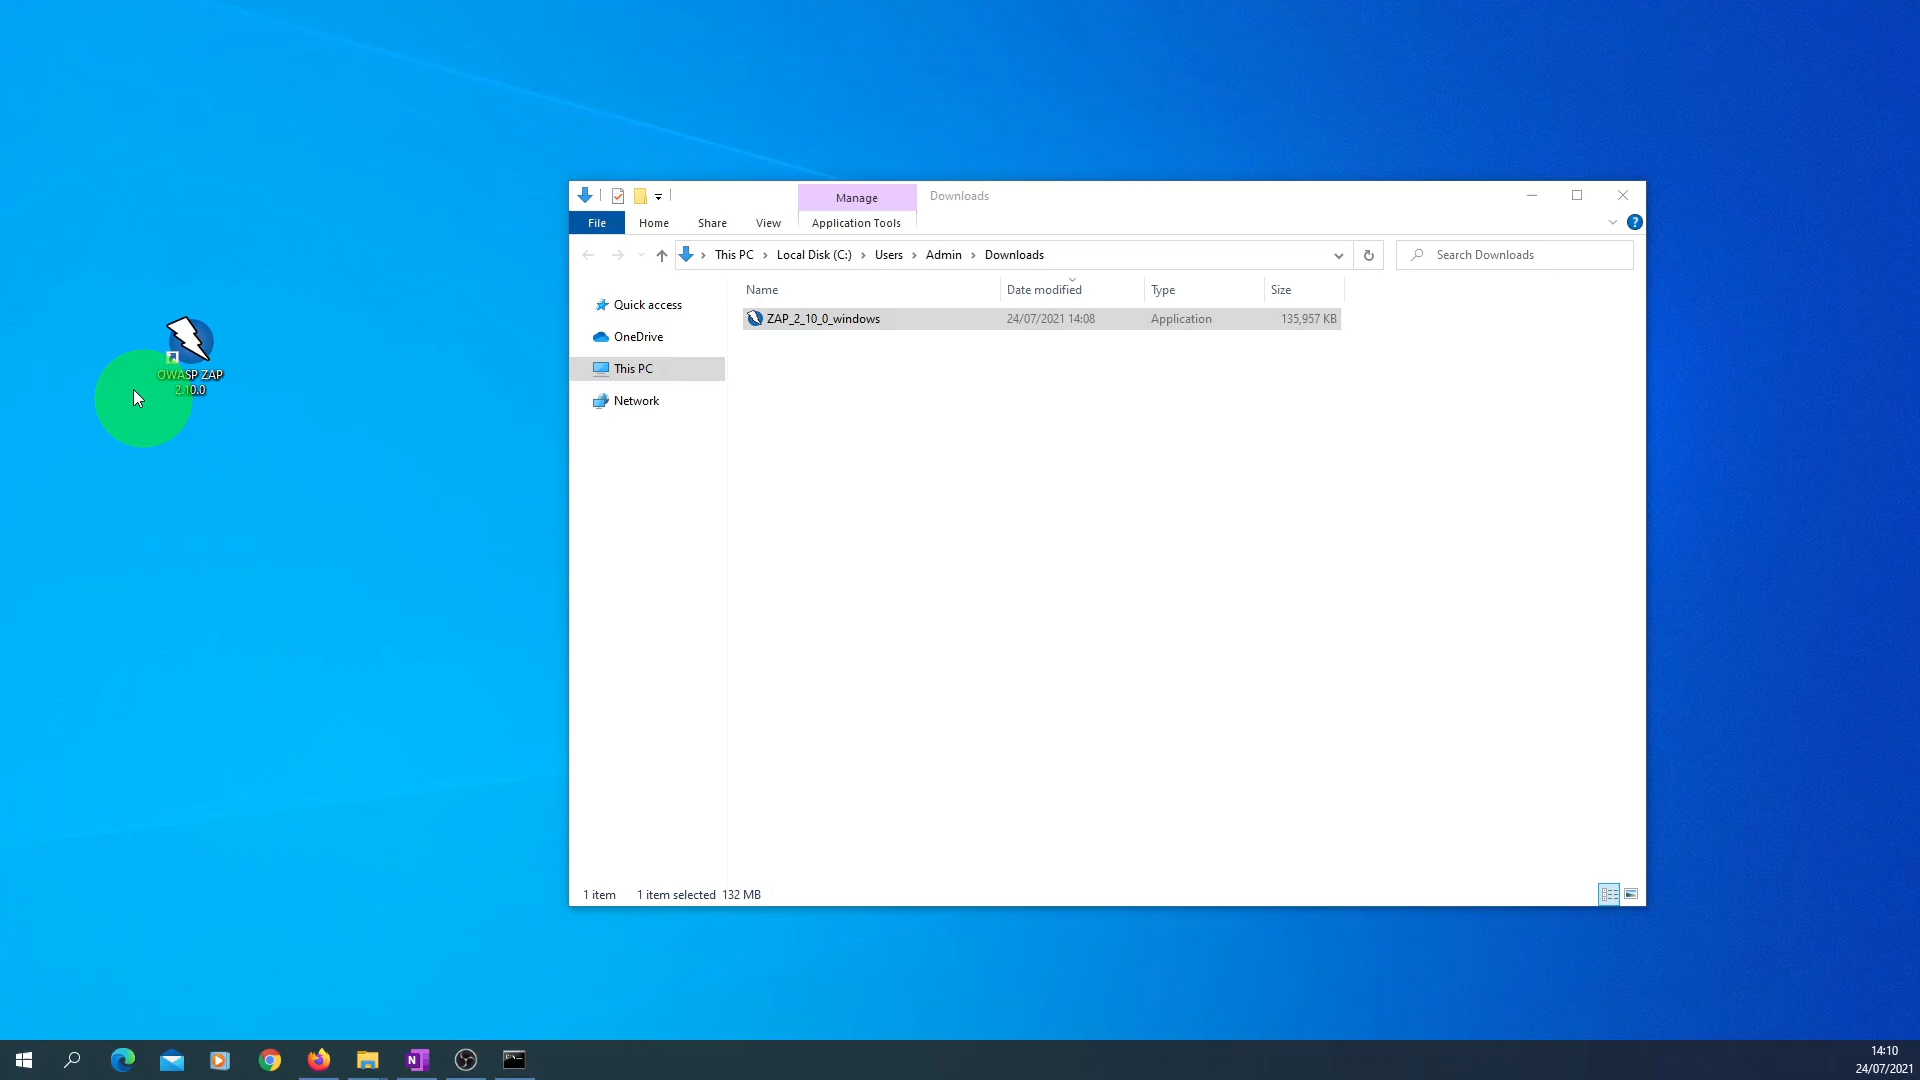 Manage
Downloads
File
Home
Share
View
Application Tools
This PC
Local Disk (C:)
Users
Admin
Downloads
Search Downloads
Name
Date modified
Type
Size
Quick access
ZAP_2_10_0_windows
24/07/2021 14:08
Application
135,957 KB
OneDrive
This PC
Network
OWASP ZAP
2.10.0
1 item
1 item selected
132 MB
14:10
24/07/2021